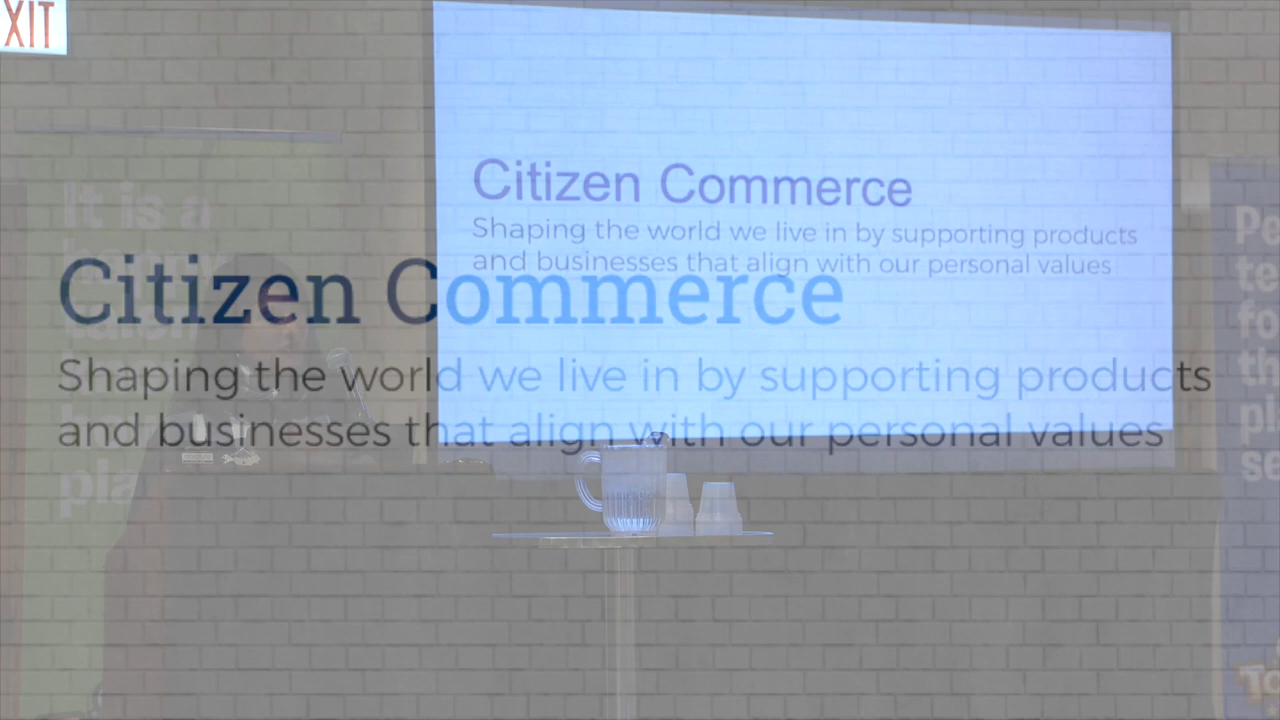 XIT
It is a
Citizen Commerce
Shaping the world we live in by supporting products
and businesses that align with our personal values
Citizen Commerce
Shaping the world we live in by supporting products
and businesses that align with our personal values